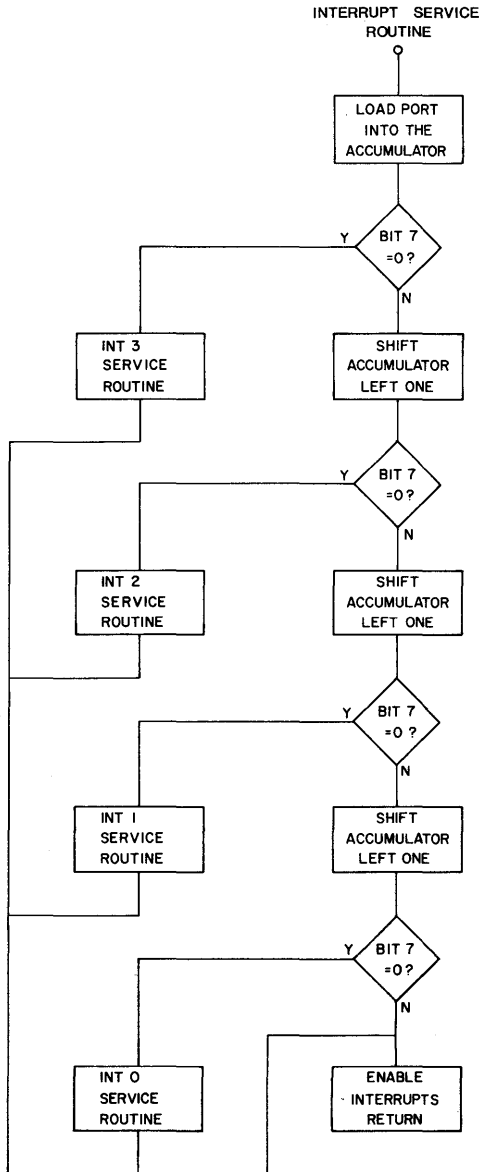 INTERRUPT SERVICE
ROUTINE
LOAD PORT
INTO THE
ACCUMULATOR
Y
BIT 7
=0?
N
INT 3
SERVICE
ROUTINE
SHIFT
ACCUMULATOR
LEFT ONE
Y
BIT 7
=0?
N
INT 2
SERVICE
ROUTINE
SHIFT
ACCUMULATOR
LEFT ONE
Y
BIT 7
=0?
N
INT 1
SERVICE
ROUTINE
SHIFT
ACCUMULATOR
LEFT ONE
Y
BIT 7
=0?
N
INT 0
SERVICE
ROUTINE
ENABLE
INTERRUPTS
RETURN